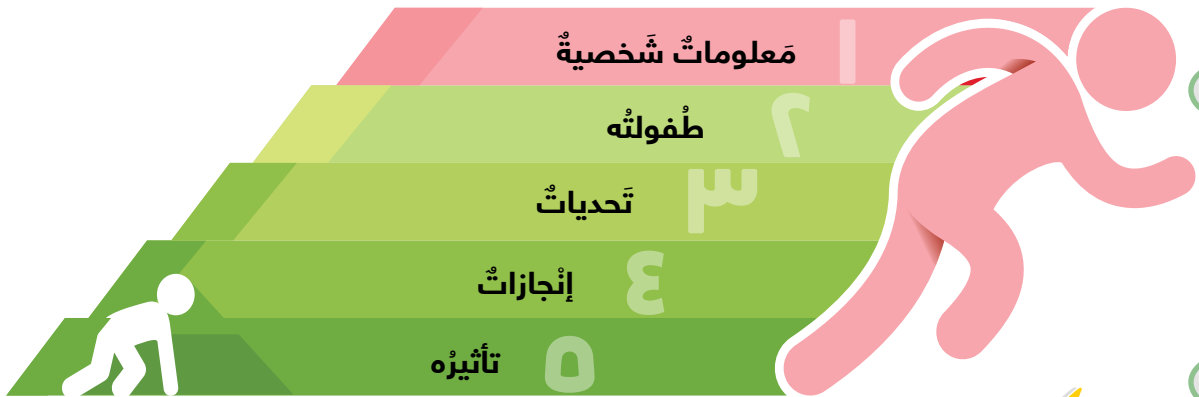 ١ مَعلوماتٌ شَخصيةٌ
٢ طُفولتُه
٣ تَحدياتٌ
٤ إنْجازاتٌ
٥ تأثيرُه